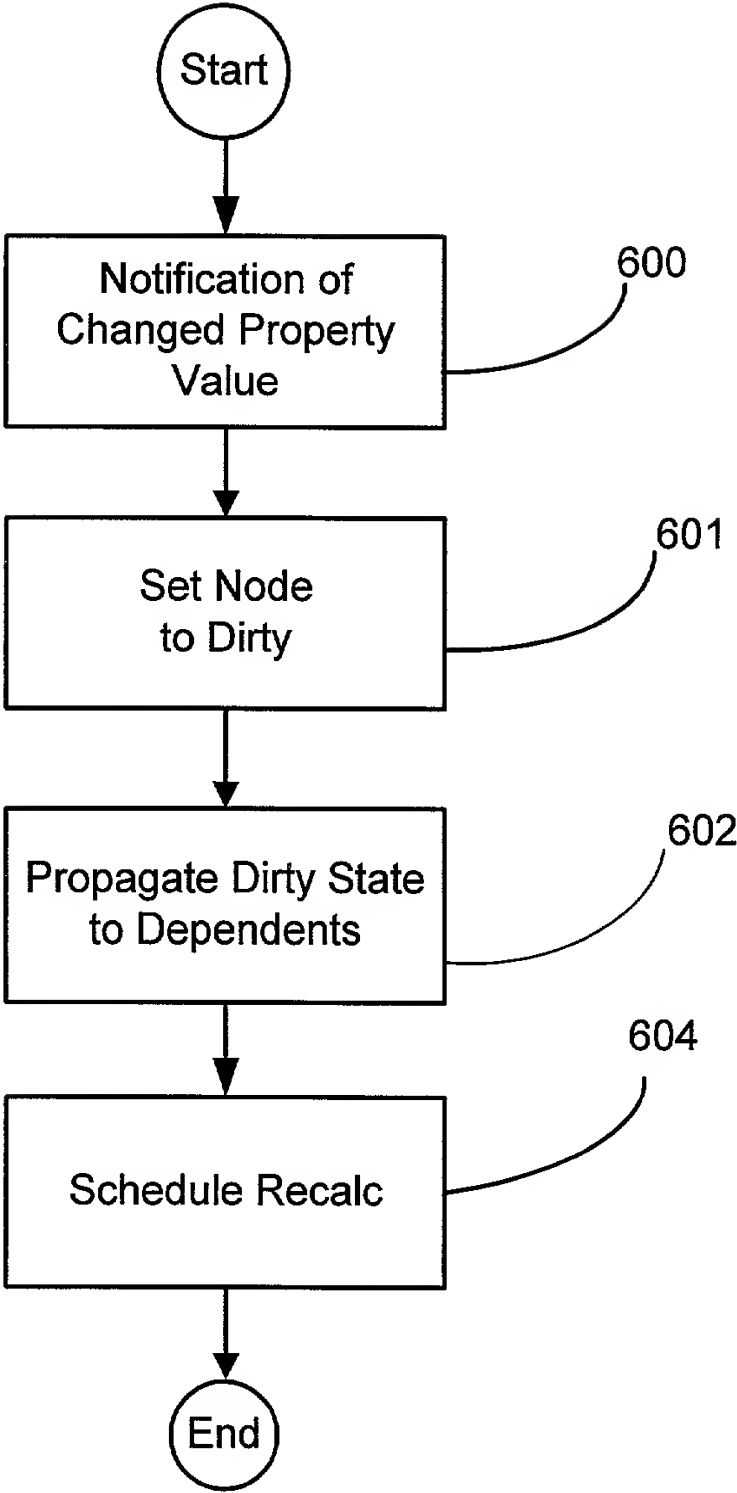 Start
Notification of
Changed Property
Value
600
Set Node
to Dirty
601
Propagate Dirty State
to Dependents
602
Schedule Recalc
604
End